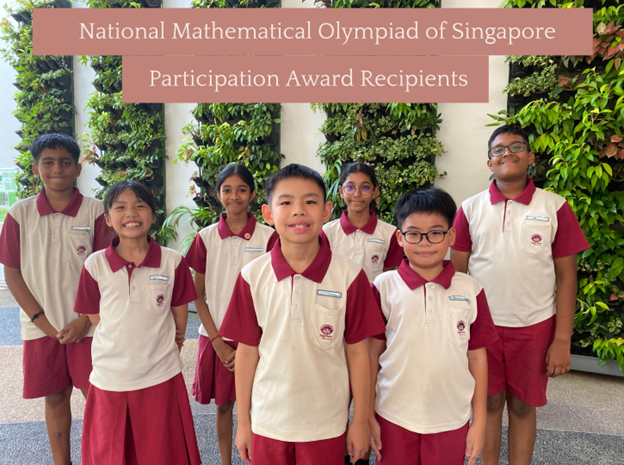 National Mathematical Olympiad of Singapore
Participation Award Recipients